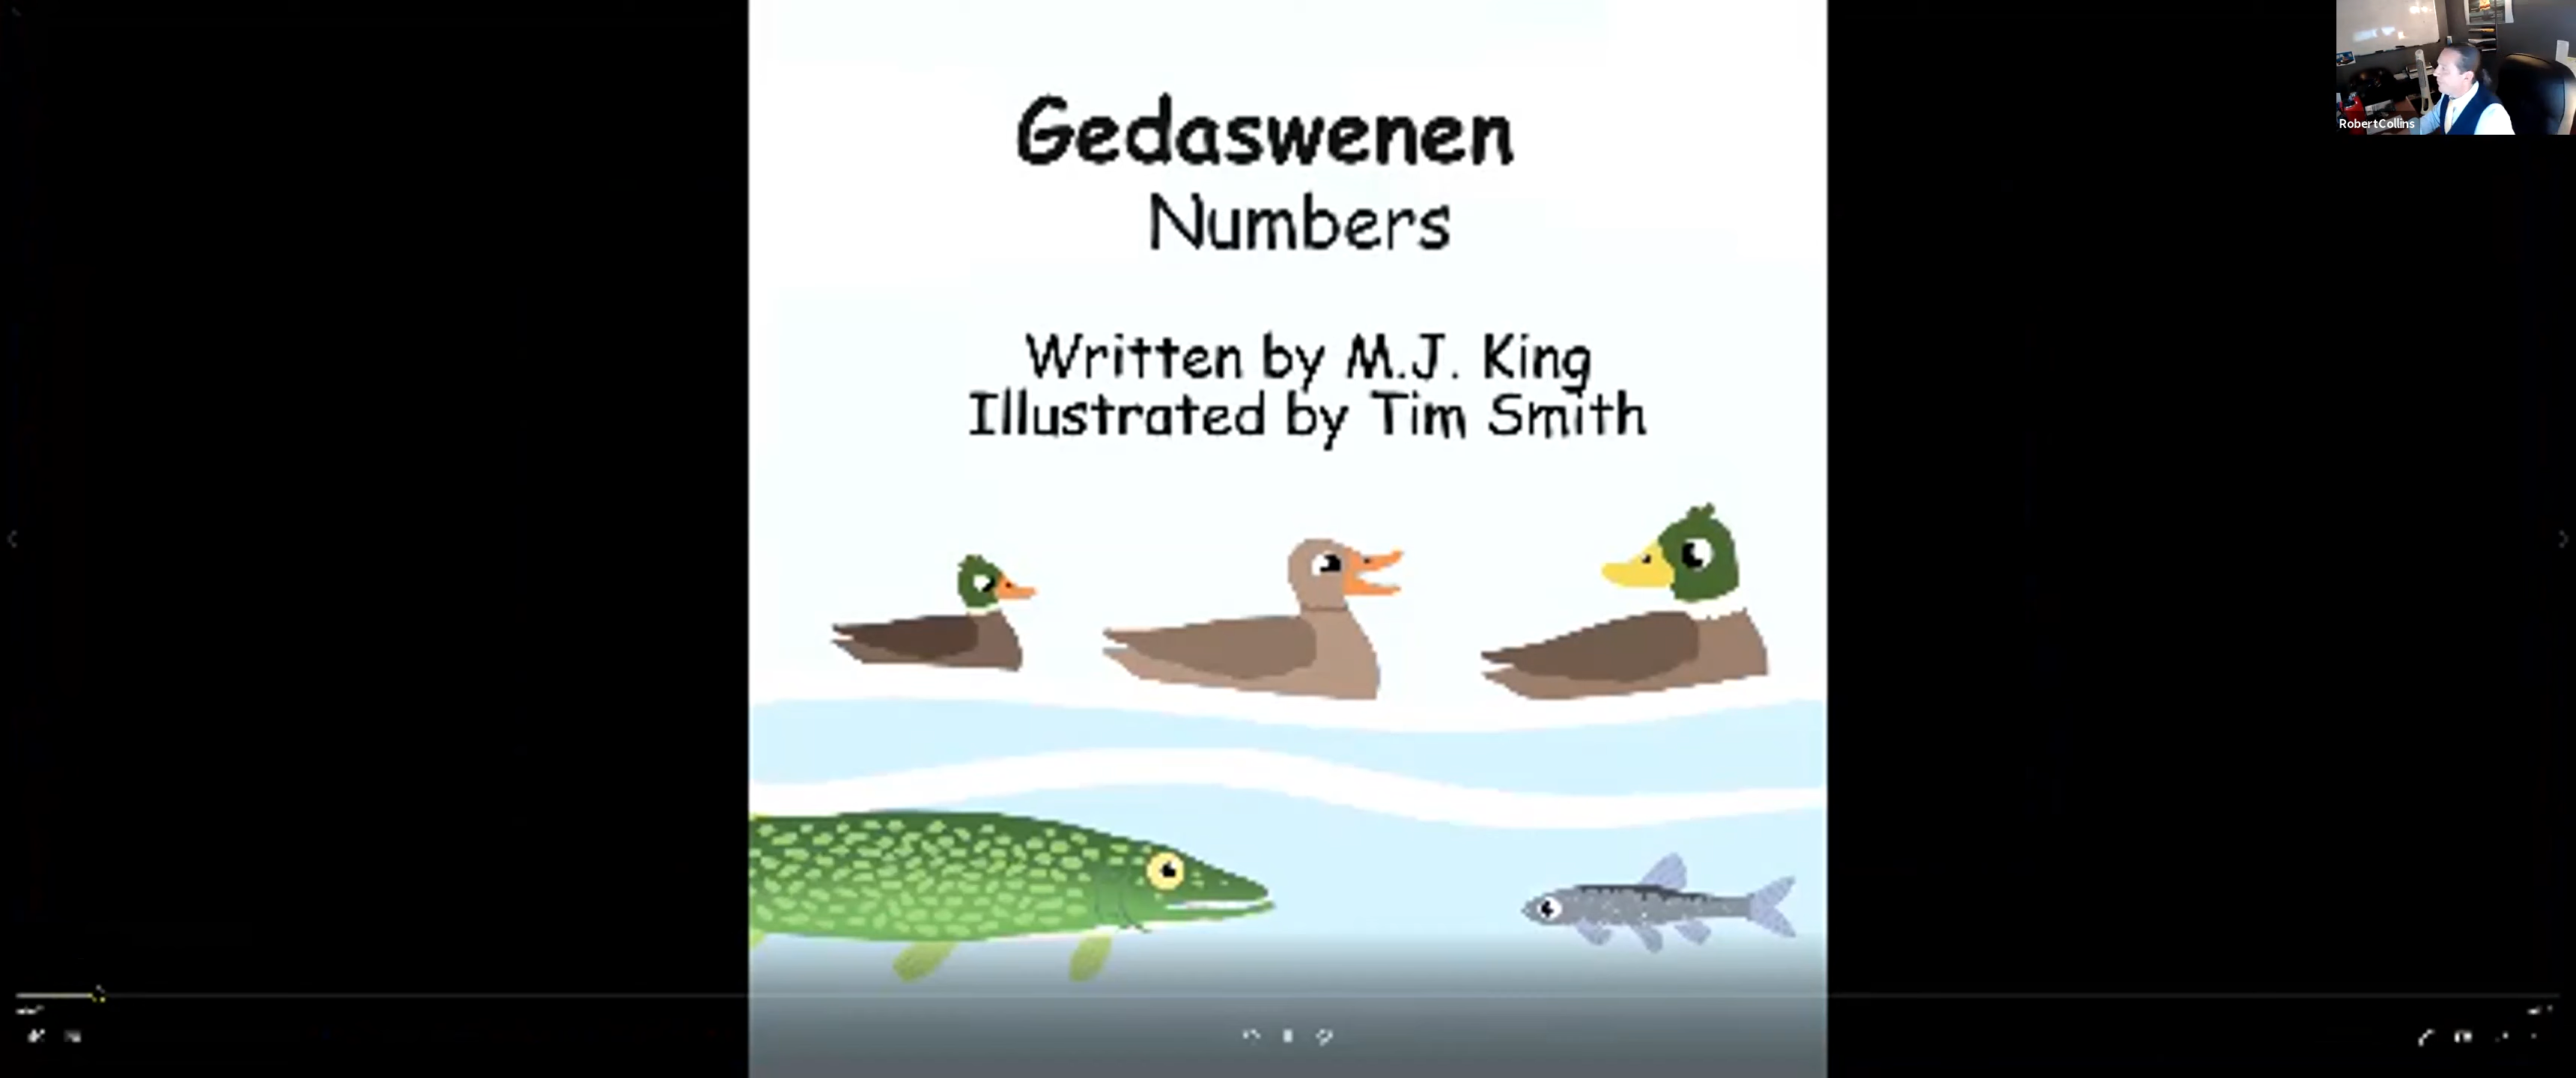 Gedaswenen
Numbers
Written by M.J. King
Illustrated by Tim Smith
RobertCollins